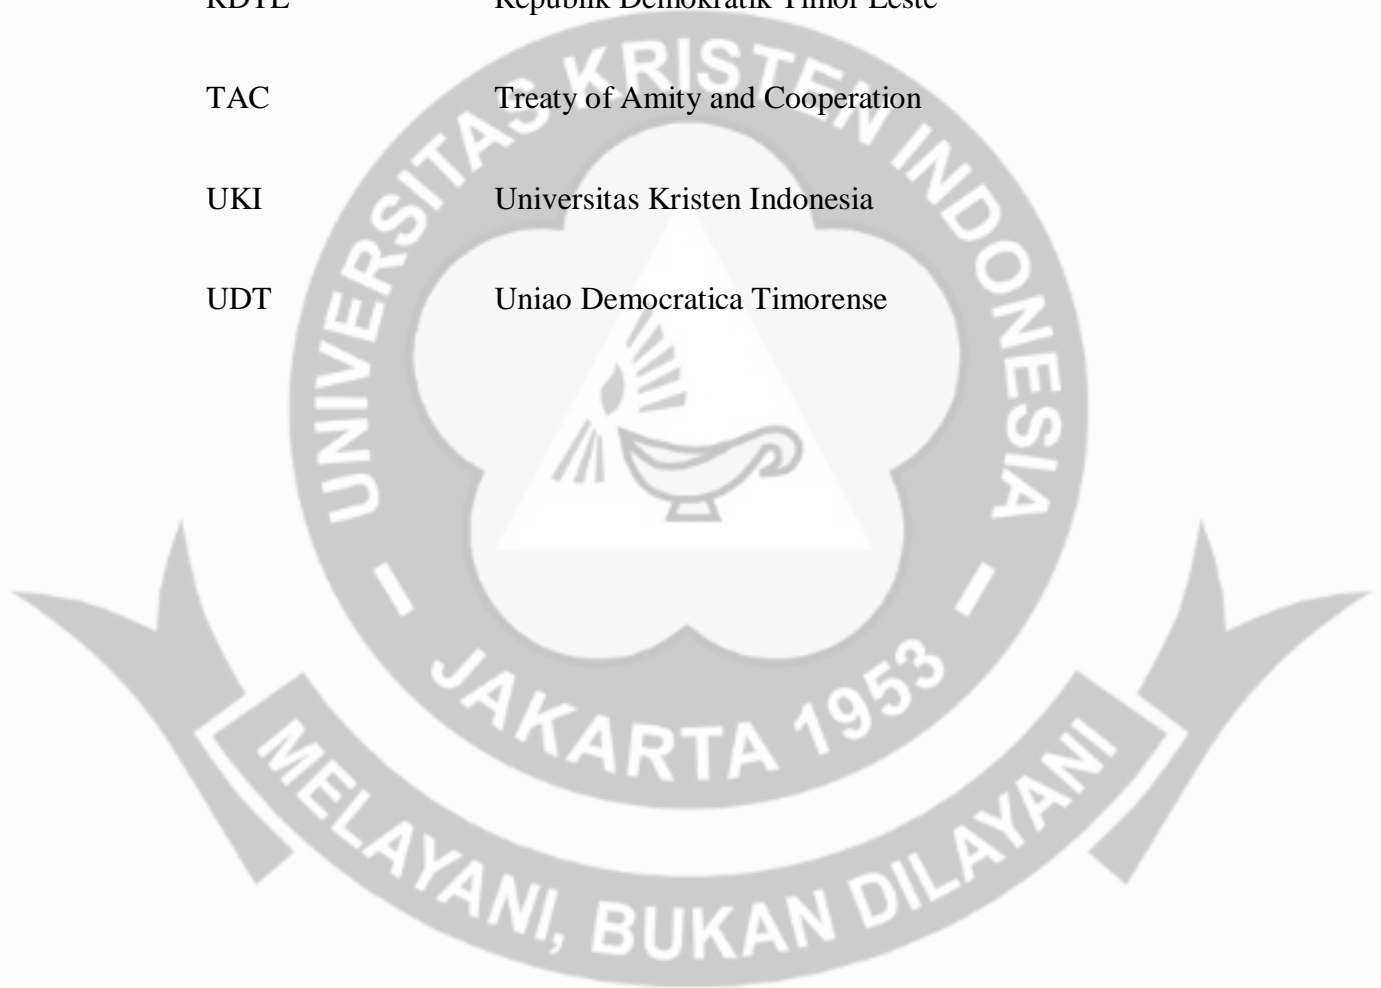 RDTL Republik Demokratik Timor Leste
TAC Treaty of Amity and Cooperation
UKI Universitas Kristen Indonesia
UDT Uniao Democratica Timorense
UNIVERSITAS KRISTEN INDONESIA
JAKARTA 1953
MELAYANI, BUKAN DILAYANI